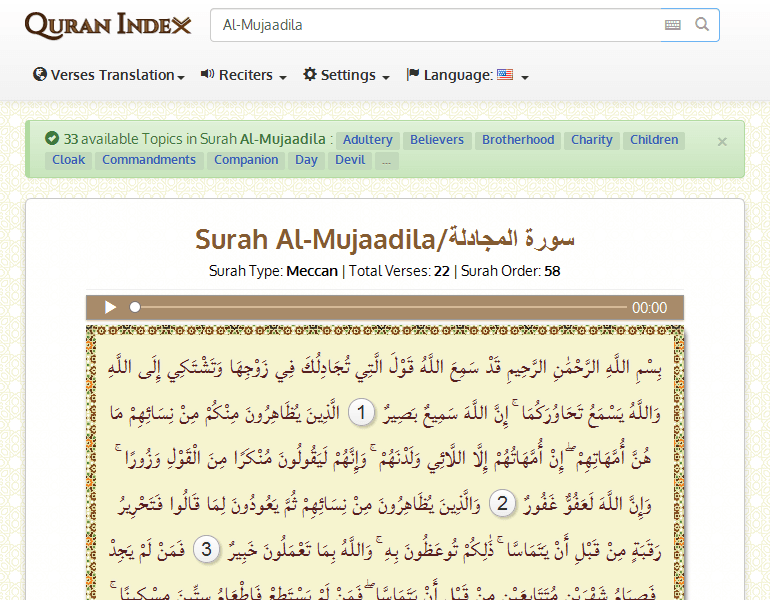 QURAN INDEX
Al-Mujaadila
Verses Translation
Reciters
Settings
Language:
33 available Topics in Surah Al-Mujaadila : Adultery Believers Brotherhood Charity Children
Cloak Commandments Companion Day Devil ...
×
Surah Al-Mujaadila/سورة المجادلة
Surah Type: Meccan | Total Verses: 22 | Surah Order: 58
00:00
بِسْمِ اللَّهِ الرَّحْمَٰنِ الرَّحِيمِ قَدْ سَمِعَ اللَّهُ قَوْلَ الَّتِي تُجَادِلُكَ فِي زَوْجِهَا وَتَشْتَكِي إِلَى اللَّهِ
وَاللَّهُ يَسْمَعُ تَحَاوُرَكُمَا ۚ إِنَّ اللَّهَ سَمِيعٌ بَصِيرٌ 1 الَّذِينَ يُظَاهِرُونَ مِنْكُمْ مِنْ نِسَائِهِمْ مَا
هُنَّ أُمَّهَاتِهِمْ ۖ إِنْ أُمَّهَاتُهُمْ إِلَّا اللَّائِي وَلَدْنَهُمْ ۚ وَإِنَّهُمْ لَيَقُولُونَ مُنْكَرًا مِنَ الْقَوْلِ وَزُورًا ۚ
وَإِنَّ اللَّهَ لَعَفُوٌّ غَفُورٌ 2 وَالَّذِينَ يُظَاهِرُونَ مِنْ نِسَائِهِمْ ثُمَّ يَعُودُونَ لِمَا قَالُوا فَتَحْرِيرُ
رَقَبَةٍ مِنْ قَبْلِ أَنْ يَتَمَاسَّا ۚ ذَٰلِكُمْ تُوعَظُونَ بِهِ ۚ وَاللَّهُ بِمَا تَعْمَلُونَ خَبِيرٌ 3 فَمَنْ لَمْ يَجِدْ
فَصِيَامُ شَهْرَيْنِ مُتَتَابِعَيْنِ مِنْ قَبْلِ أَنْ يَتَمَاسَّا ۖ فَمَنْ لَمْ يَسْتَطِعْ فَإِطْعَامُ سِتِّينَ مِسْكِينًا ۚ